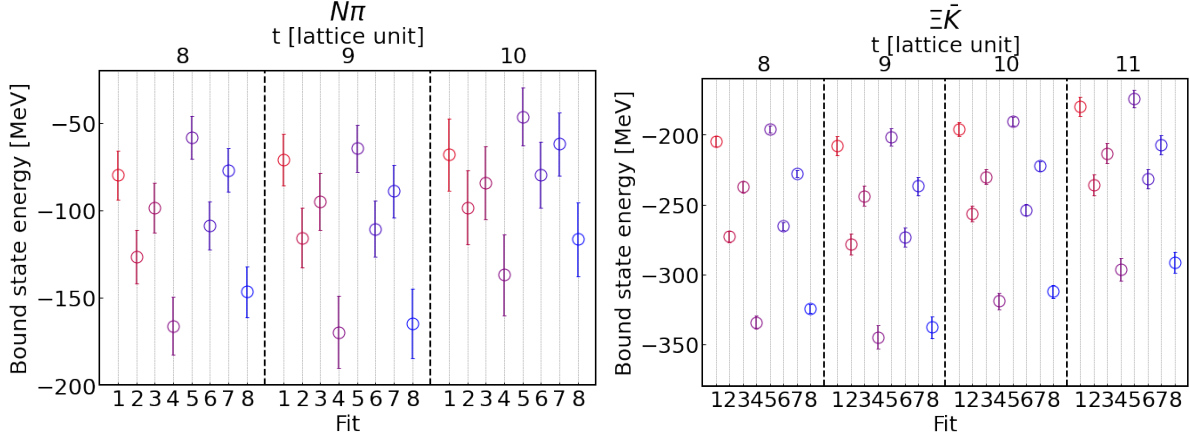 Nπ
t [lattice unit]
8 9 10
Bound state energy [MeV]
−50
−100
−150
−200
1 2 3 4 5 6 7 8 1 2 3 4 5 6 7 8 1 2 3 4 5 6 7 8
Fit
ΞK̄
t [lattice unit]
8 9 10 11
Bound state energy [MeV]
−200
−250
−300
−350
12345678 12345678 12345678 12345678
Fit